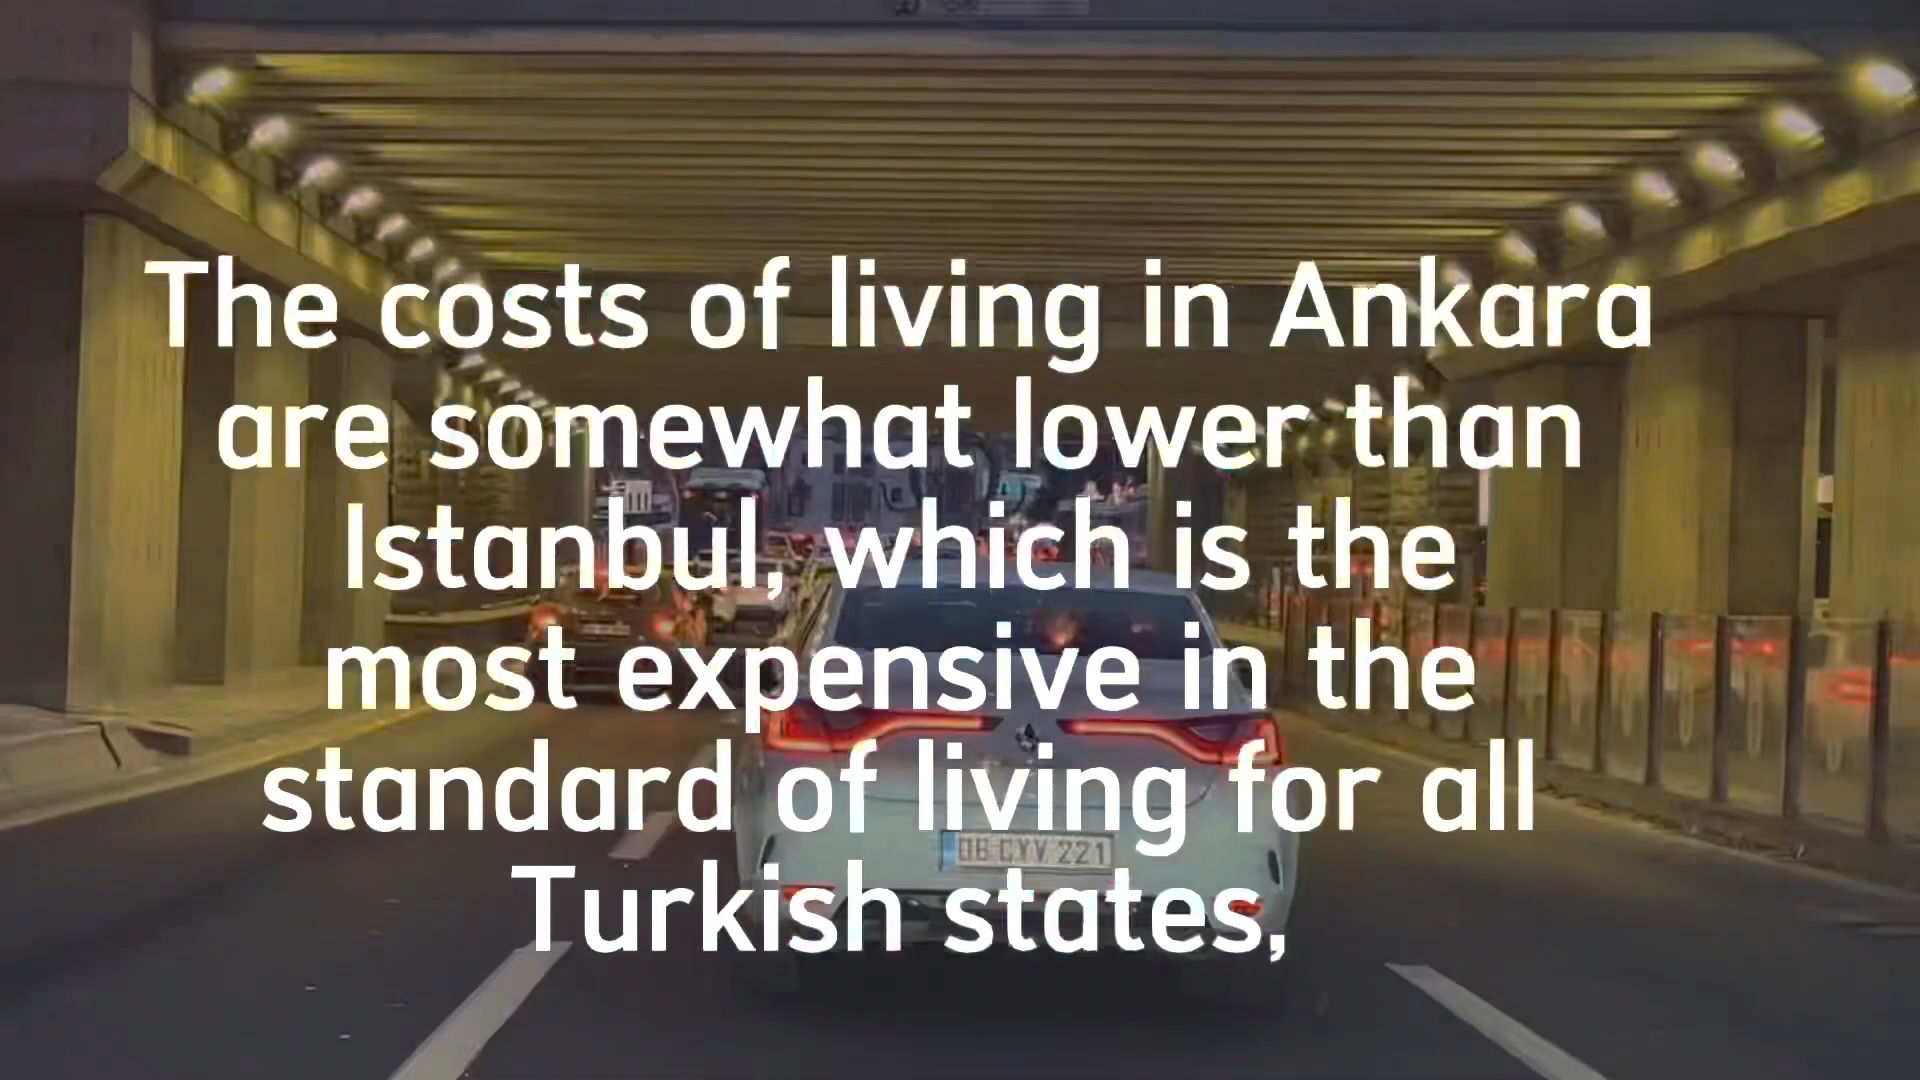 The costs of living in Ankara
are somewhat lower than
Istanbul, which is the
most expensive in the
standard of living for all
Turkish states,
06 CYV 221